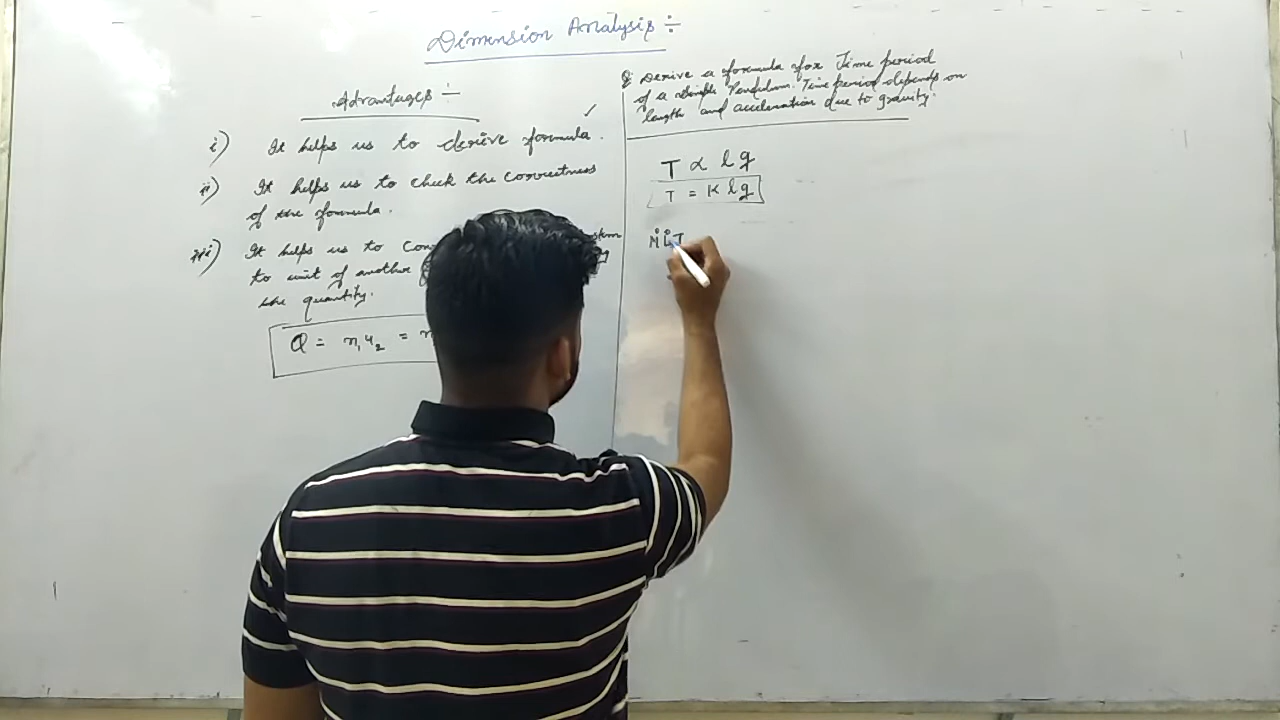 Dimension Analysis ÷
Advantages ÷
i) It helps us to derive formula. ✓
ii) It helps us to check the correctness
of the formula.
iii) It helps us to
to unit of another
the quantity.
Q = n₁u₂ =
Q Derive a formula for Time period
of a simple Pendulum. Time period depends on
length and acceleration due to gravity.
T ∝ l g
T = K l g
M° L° T